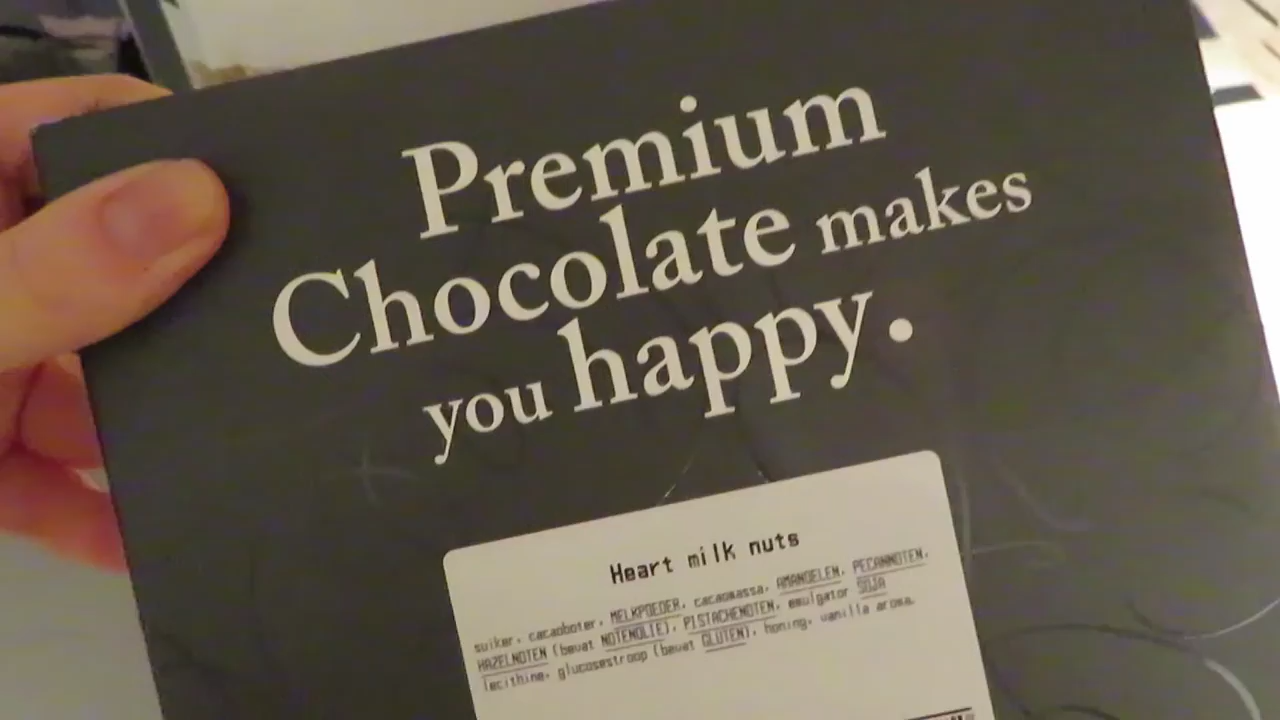 Premium
Chocolate makes
you happy.
Heart milk nuts
suiker, cacaoboter, MELKPOEDER, cacaomassa, AMANDELEN, PECANNOTEN,
HAZELNOTEN (bevat NOTENOLIE), PISTACHENOTEN, emulgator SOJA
lecithine, glucosestroop (bevat GLUTEN), honing, vanilla aroma.